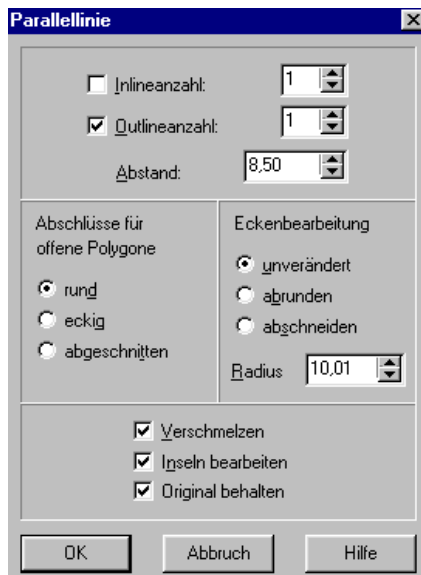 Parallellinie
Inlineanzahl: 1
Outlineanzahl: 1
Abstand: 8,50
Abschlüsse für
offene Polygone
rund
eckig
abgeschnitten
Eckenbearbeitung
unverändert
abrunden
abschneiden
Radius 10,01
Verschmelzen
Inseln bearbeiten
Original behalten
OK Abbruch Hilfe